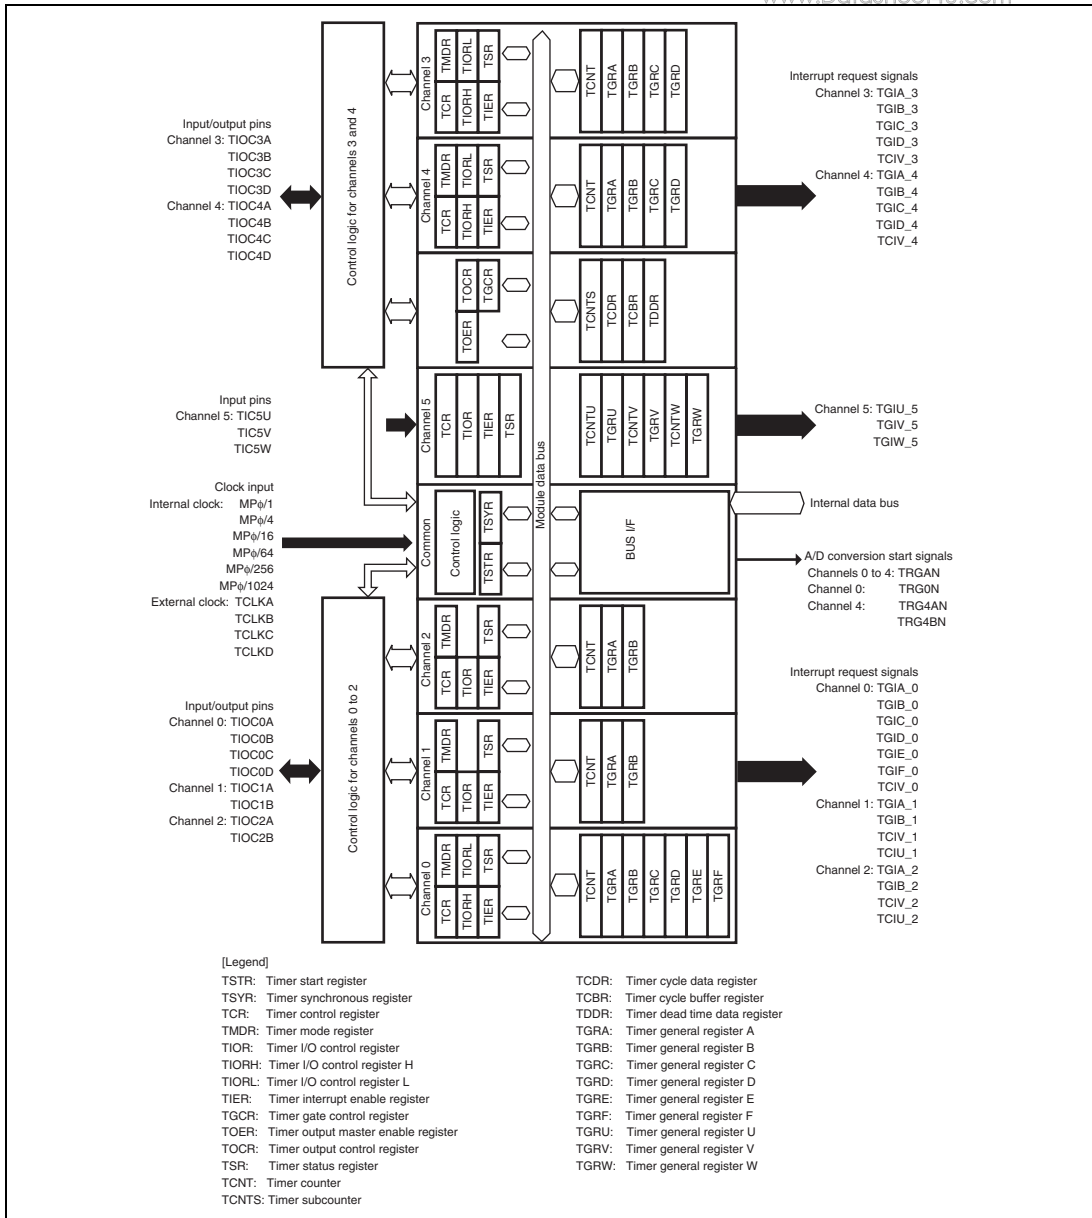 Input/output pins
Channel 3: TIOC3A
TIOC3B
TIOC3C
TIOC3D
Channel 4: TIOC4A
TIOC4B
TIOC4C
TIOC4D
Input pins
Channel 5: TIC5U
TIC5V
TIC5W
Clock input
Internal clock: MPφ/1
MPφ/4
MPφ/16
MPφ/64
MPφ/256
MPφ/1024
External clock: TCLKA
TCLKB
TCLKC
TCLKD
Input/output pins
Channel 0: TIOC0A
TIOC0B
TIOC0C
TIOC0D
Channel 1: TIOC1A
TIOC1B
Channel 2: TIOC2A
TIOC2B
Control logic for channels 3 and 4
Control logic for channels 0 to 2
Channel 3
TCR
TMDR
TIORH
TIORL
TIER
TSR
TCNT
TGRA
TGRB
TGRC
TGRD
Channel 4
TCR
TMDR
TIORH
TIORL
TIER
TSR
TCNT
TGRA
TGRB
TGRC
TGRD
TOER
TOCR
TGCR
TCNTS
TCDR
TCBR
TDDR
Channel 5
TCR
TIOR
TIER
TSR
TCNTU
TGRU
TCNTV
TGRV
TCNTW
TGRW
Module data bus
Common
Control logic
TSTR
TSYR
BUS I/F
Channel 2
TCR
TMDR
TIOR
TIER
TSR
TCNT
TGRA
TGRB
Channel 1
TCR
TMDR
TIOR
TIER
TSR
TCNT
TGRA
TGRB
Channel 0
TCR
TMDR
TIORH
TIORL
TIER
TSR
TCNT
TGRA
TGRB
TGRC
TGRD
TGRE
TGRF
Interrupt request signals
Channel 3: TGIA_3
TGIB_3
TGIC_3
TGID_3
TCIV_3
Channel 4: TGIA_4
TGIB_4
TGIC_4
TGID_4
TCIV_4
Channel 5: TGIU_5
TGIV_5
TGIW_5
Internal data bus
A/D conversion start signals
Channels 0 to 4: TRGAN
Channel 0: TRG0N
Channel 4: TRG4AN
TRG4BN
Interrupt request signals
Channel 0: TGIA_0
TGIB_0
TGIC_0
TGID_0
TGIE_0
TGIF_0
TCIV_0
Channel 1: TGIA_1
TGIB_1
TCIV_1
TCIU_1
Channel 2: TGIA_2
TGIB_2
TCIV_2
TCIU_2
[Legend]
TSTR: Timer start register
TSYR: Timer synchronous register
TCR: Timer control register
TMDR: Timer mode register
TIOR: Timer I/O control register
TIORH: Timer I/O control register H
TIORL: Timer I/O control register L
TIER: Timer interrupt enable register
TGCR: Timer gate control register
TOER: Timer output master enable register
TOCR: Timer output control register
TSR: Timer status register
TCNT: Timer counter
TCNTS: Timer subcounter
TCDR: Timer cycle data register
TCBR: Timer cycle buffer register
TDDR: Timer dead time data register
TGRA: Timer general register A
TGRB: Timer general register B
TGRC: Timer general register C
TGRD: Timer general register D
TGRE: Timer general register E
TGRF: Timer general register F
TGRU: Timer general register U
TGRV: Timer general register V
TGRW: Timer general register W